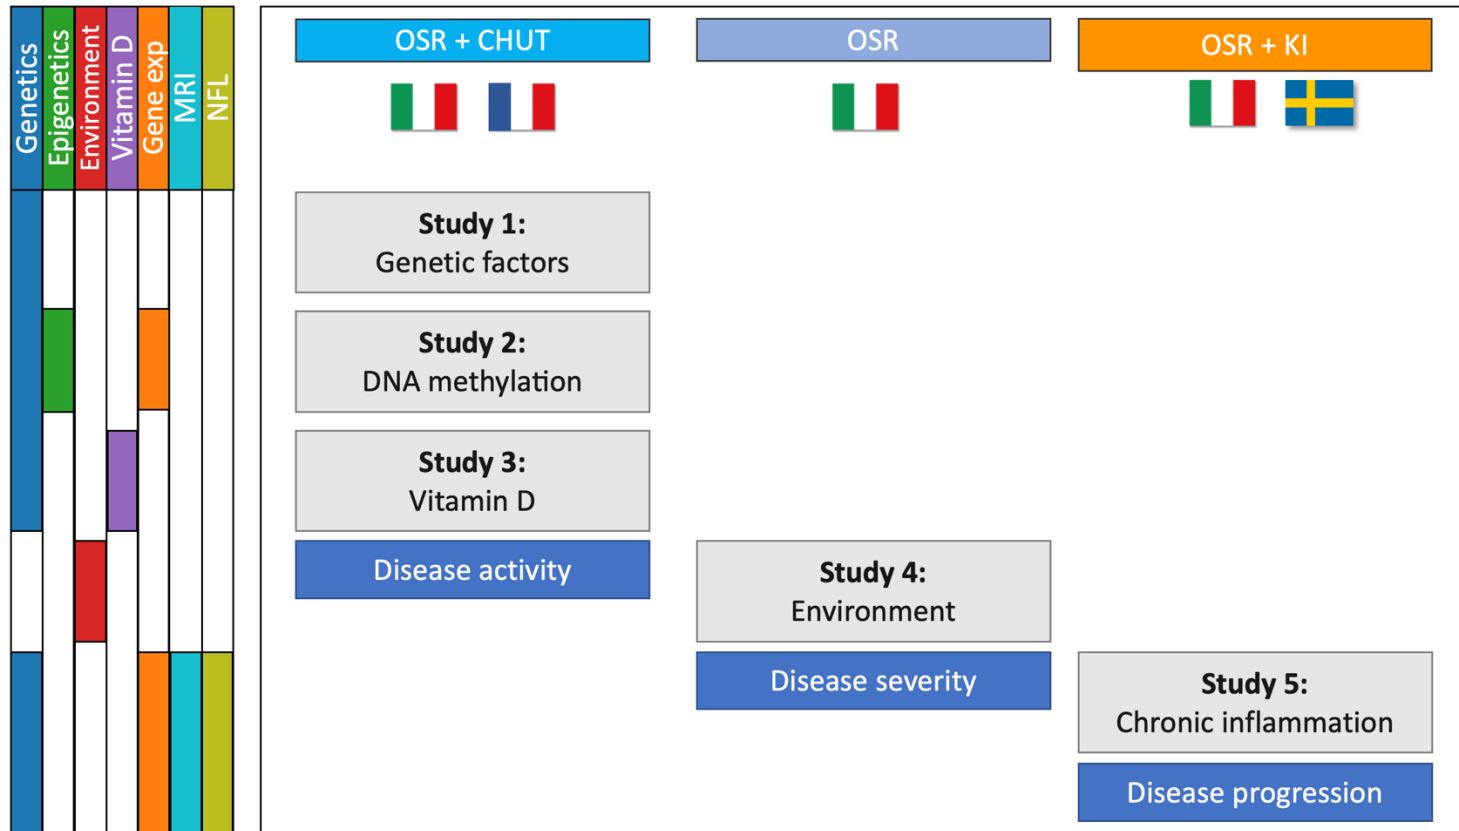 Genetics
Epigenetics
Environment
Vitamin D
Gene exp
MRI
NFL
OSR + CHUT
OSR
OSR + KI
Study 1:
Genetic factors
Study 2:
DNA methylation
Study 3:
Vitamin D
Disease activity
Study 4:
Environment
Disease severity
Study 5:
Chronic inflammation
Disease progression